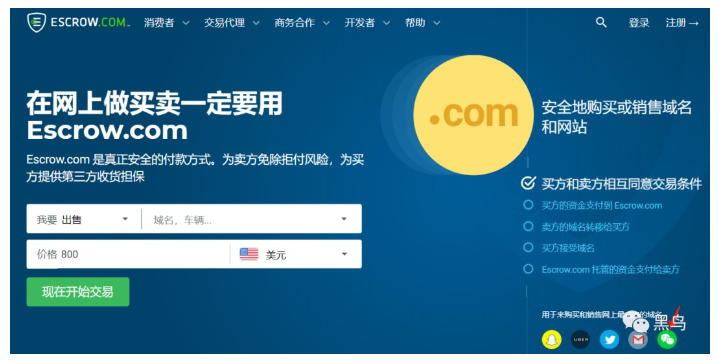 ESCROW.COM 消费者 交易代理 商务合作 开发者 帮助 登录 注册→
在网上做买卖一定要用
Escrow.com
Escrow.com 是真正安全的付款方式。为卖方免除拒付风险，为买
方提供第三方收货担保
我要 出售 域名，车辆...
价格 800 美元
现在开始交易
.com
安全地购买或销售域名
和网站
买方和卖方相互同意交易条件
买方的资金支付到 Escrow.com
卖方的域名转移给买方
买方接受域名
Escrow.com 托管的资金支付给卖方
用于来购买和销售网上最
的域名
黑鸟
UBER